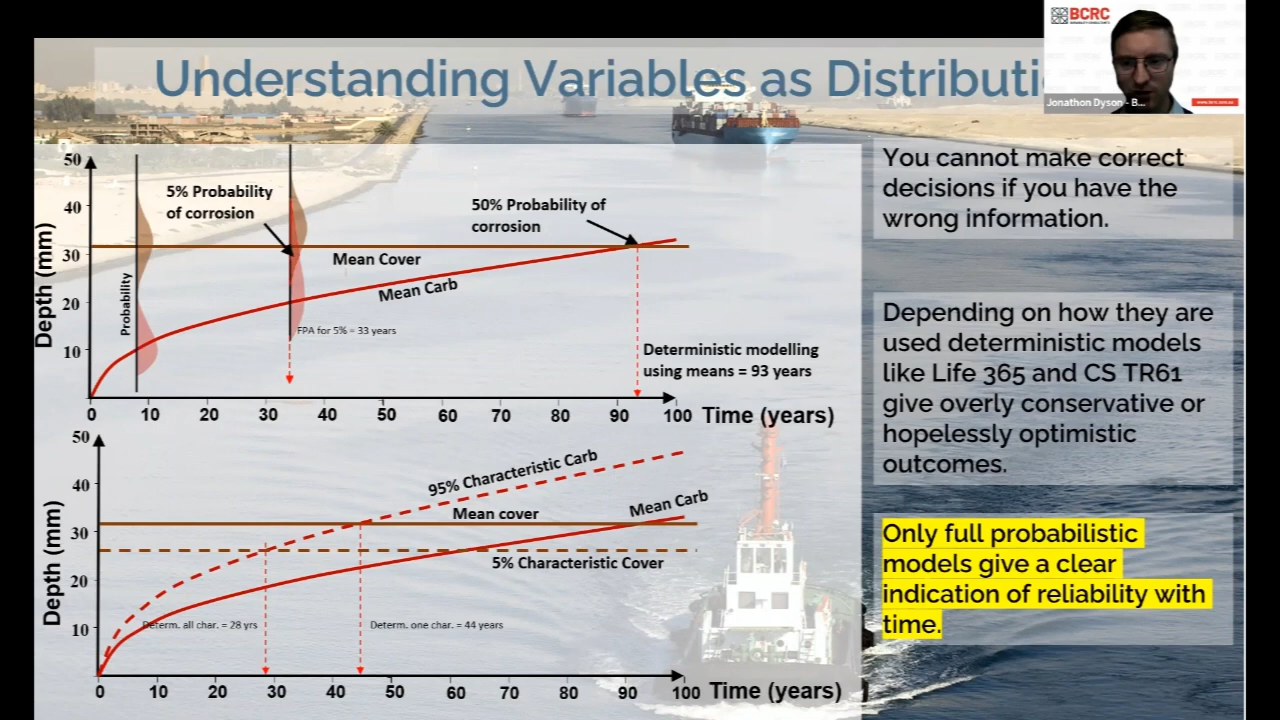 Understanding Variables as Distributi
BCRC
Jonathon Dyson - B...
You cannot make correct
decisions if you have the
wrong information.
Depending on how they are
used deterministic models
like Life 365 and CS TR61
give overly conservative or
hopelessly optimistic
outcomes.
Only full probabilistic
models give a clear
indication of reliability with
time.
Depth (mm)
50
40
30
20
10
Probability
5% Probability
of corrosion
50% Probability of
corrosion
Mean Cover
Mean Carb
FPA for 5% = 33 years
Deterministic modelling
using means = 93 years
0 10 20 30 40 50 60 70 80 90 100 Time (years)
Depth (mm)
50
40
30
20
10
95% Characteristic Carb
Mean Carb
Mean cover
5% Characteristic Cover
Determ. all char. = 28 yrs
Determ. one char. = 44 years
0 10 20 30 40 50 60 70 80 90 100 Time (years)